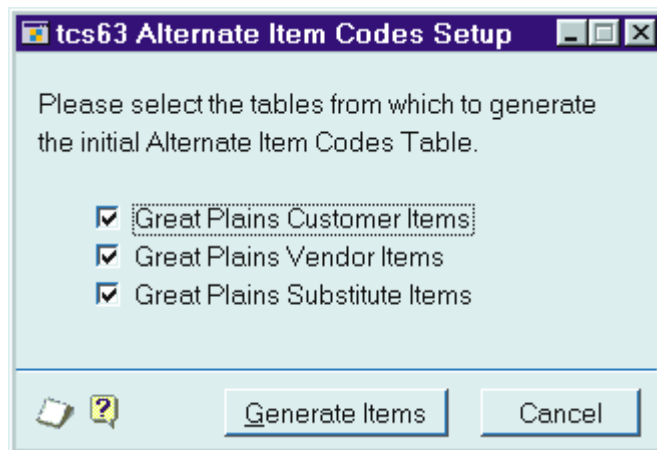 tcs63 Alternate Item Codes Setup
Please select the tables from which to generate
the initial Alternate Item Codes Table.
Great Plains Customer Items
Great Plains Vendor Items
Great Plains Substitute Items
Generate Items
Cancel